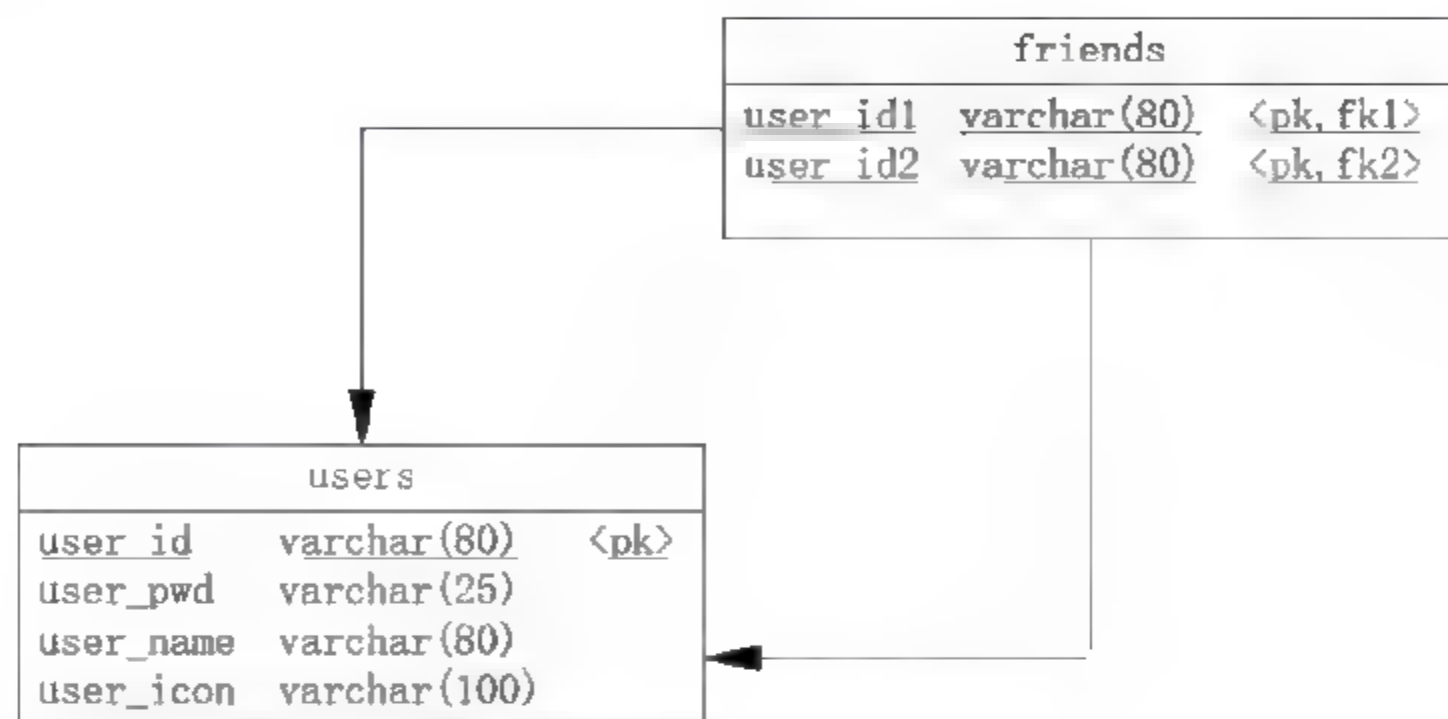 friends
user_id1 varchar(80) <pk, fk1>
user_id2 varchar(80) <pk, fk2>
users
user_id varchar(80) <pk>
user_pwd varchar(25)
user_name varchar(80)
user_icon varchar(100)